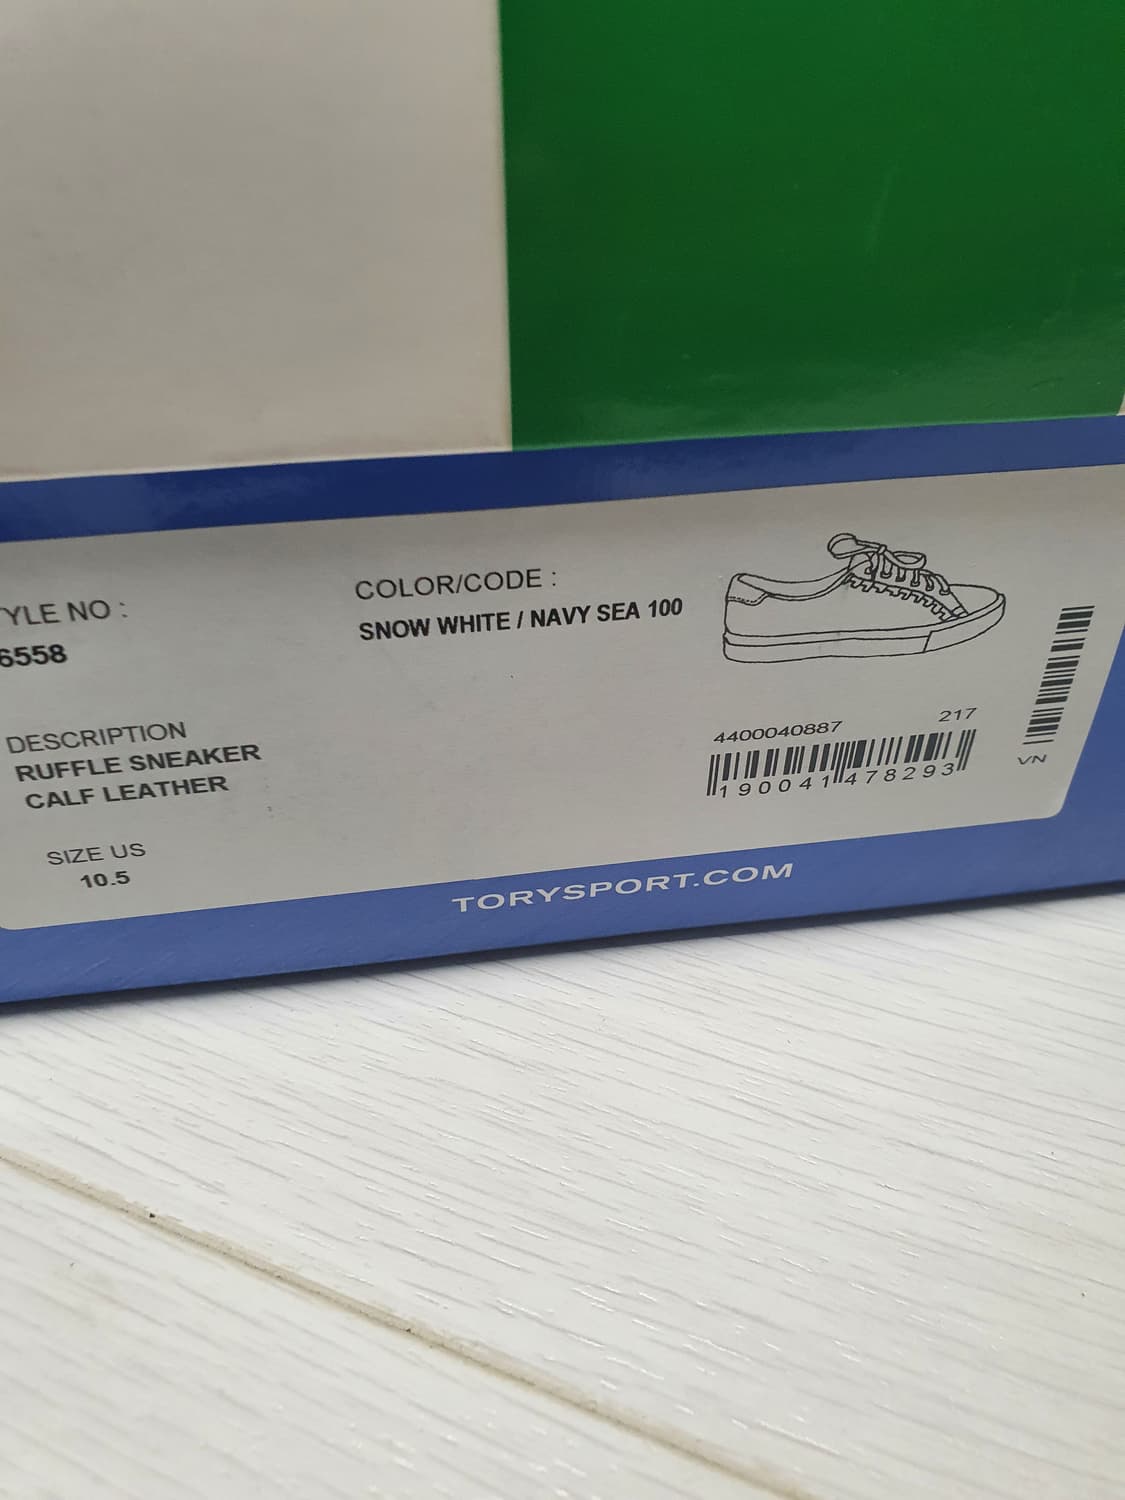 TYLE NO :
6558
COLOR/CODE :
SNOW WHITE / NAVY SEA 100
DESCRIPTION
RUFFLE SNEAKER
CALF LEATHER
SIZE US
10.5
4400040887 217
190041478293
VN
TORYSPORT.COM